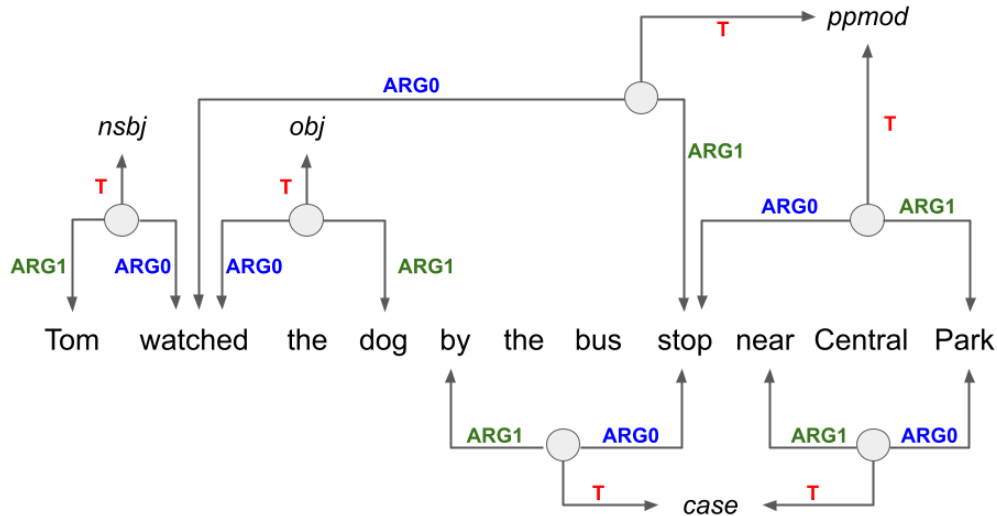 ppmod
T
ARG0
nsbj
obj
T
ARG1
T
T
ARG0
ARG1
ARG1
ARG0
ARG0
ARG1
Tom watched the dog by the bus stop near Central Park
ARG1
ARG0
ARG1
ARG0
T
case
T